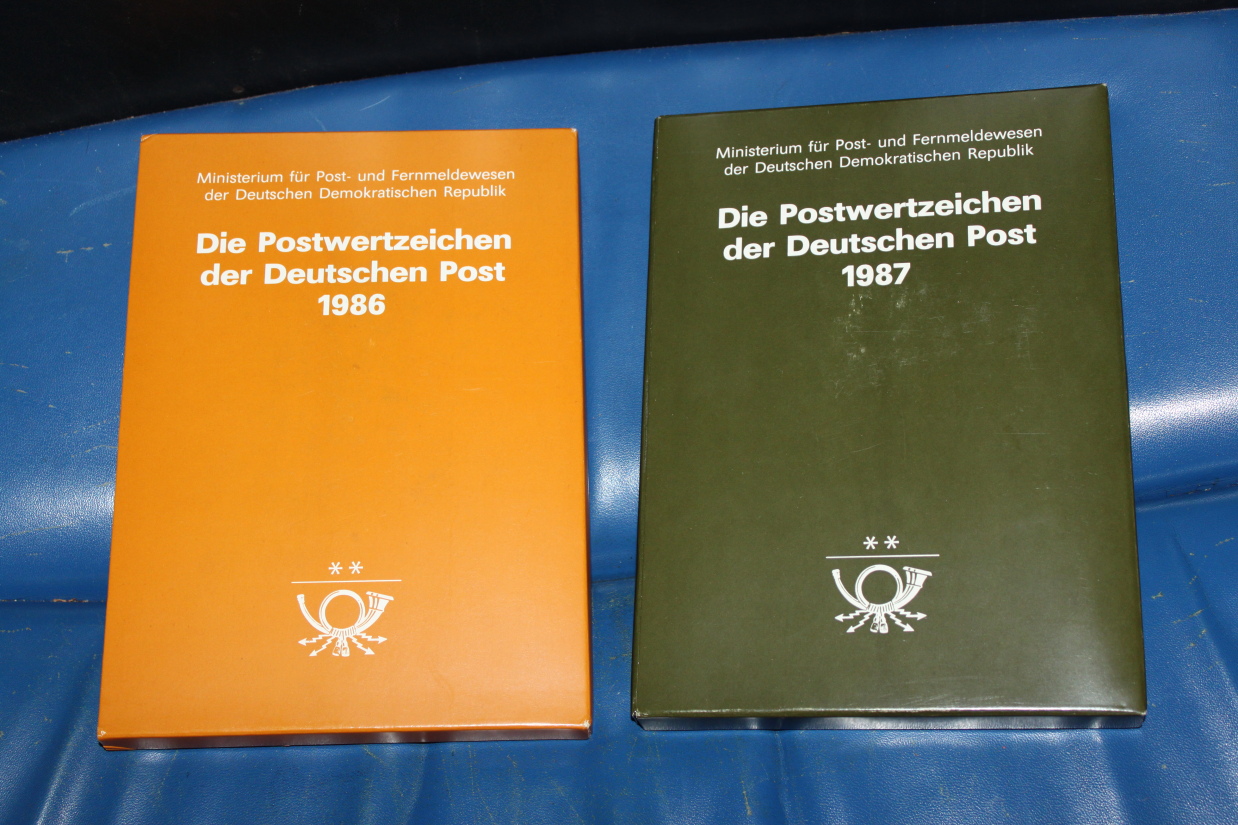 Ministerium für Post- und Fernmeldewesen
der Deutschen Demokratischen Republik
Die Postwertzeichen
der Deutschen Post
1986
**
Ministerium für Post- und Fernmeldewesen
der Deutschen Demokratischen Republik
Die Postwertzeichen
der Deutschen Post
1987
**